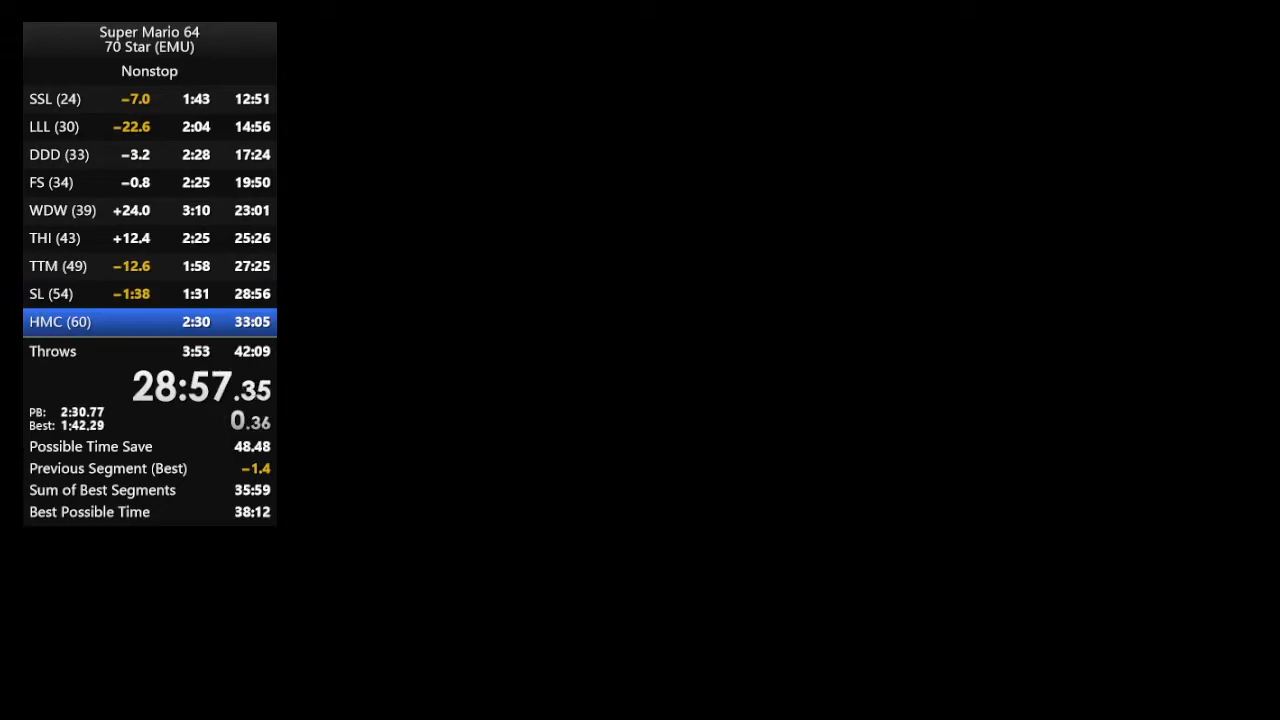 Super Mario 64
70 Star (EMU)
Nonstop
SSL (24) −7.0 1:43 12:51
LLL (30) −22.6 2:04 14:56
DDD (33) −3.2 2:28 17:24
FS (34) −0.8 2:25 19:50
WDW (39) +24.0 3:10 23:01
THI (43) +12.4 2:25 25:26
TTM (49) −12.6 1:58 27:25
SL (54) −1:38 1:31 28:56
HMC (60) 2:30 33:05
Throws 3:53 42:09
28:57.35
PB: 2:30.77
Best: 1:42.29 0.36
Possible Time Save 48.48
Previous Segment (Best) −1.4
Sum of Best Segments 35:59
Best Possible Time 38:12